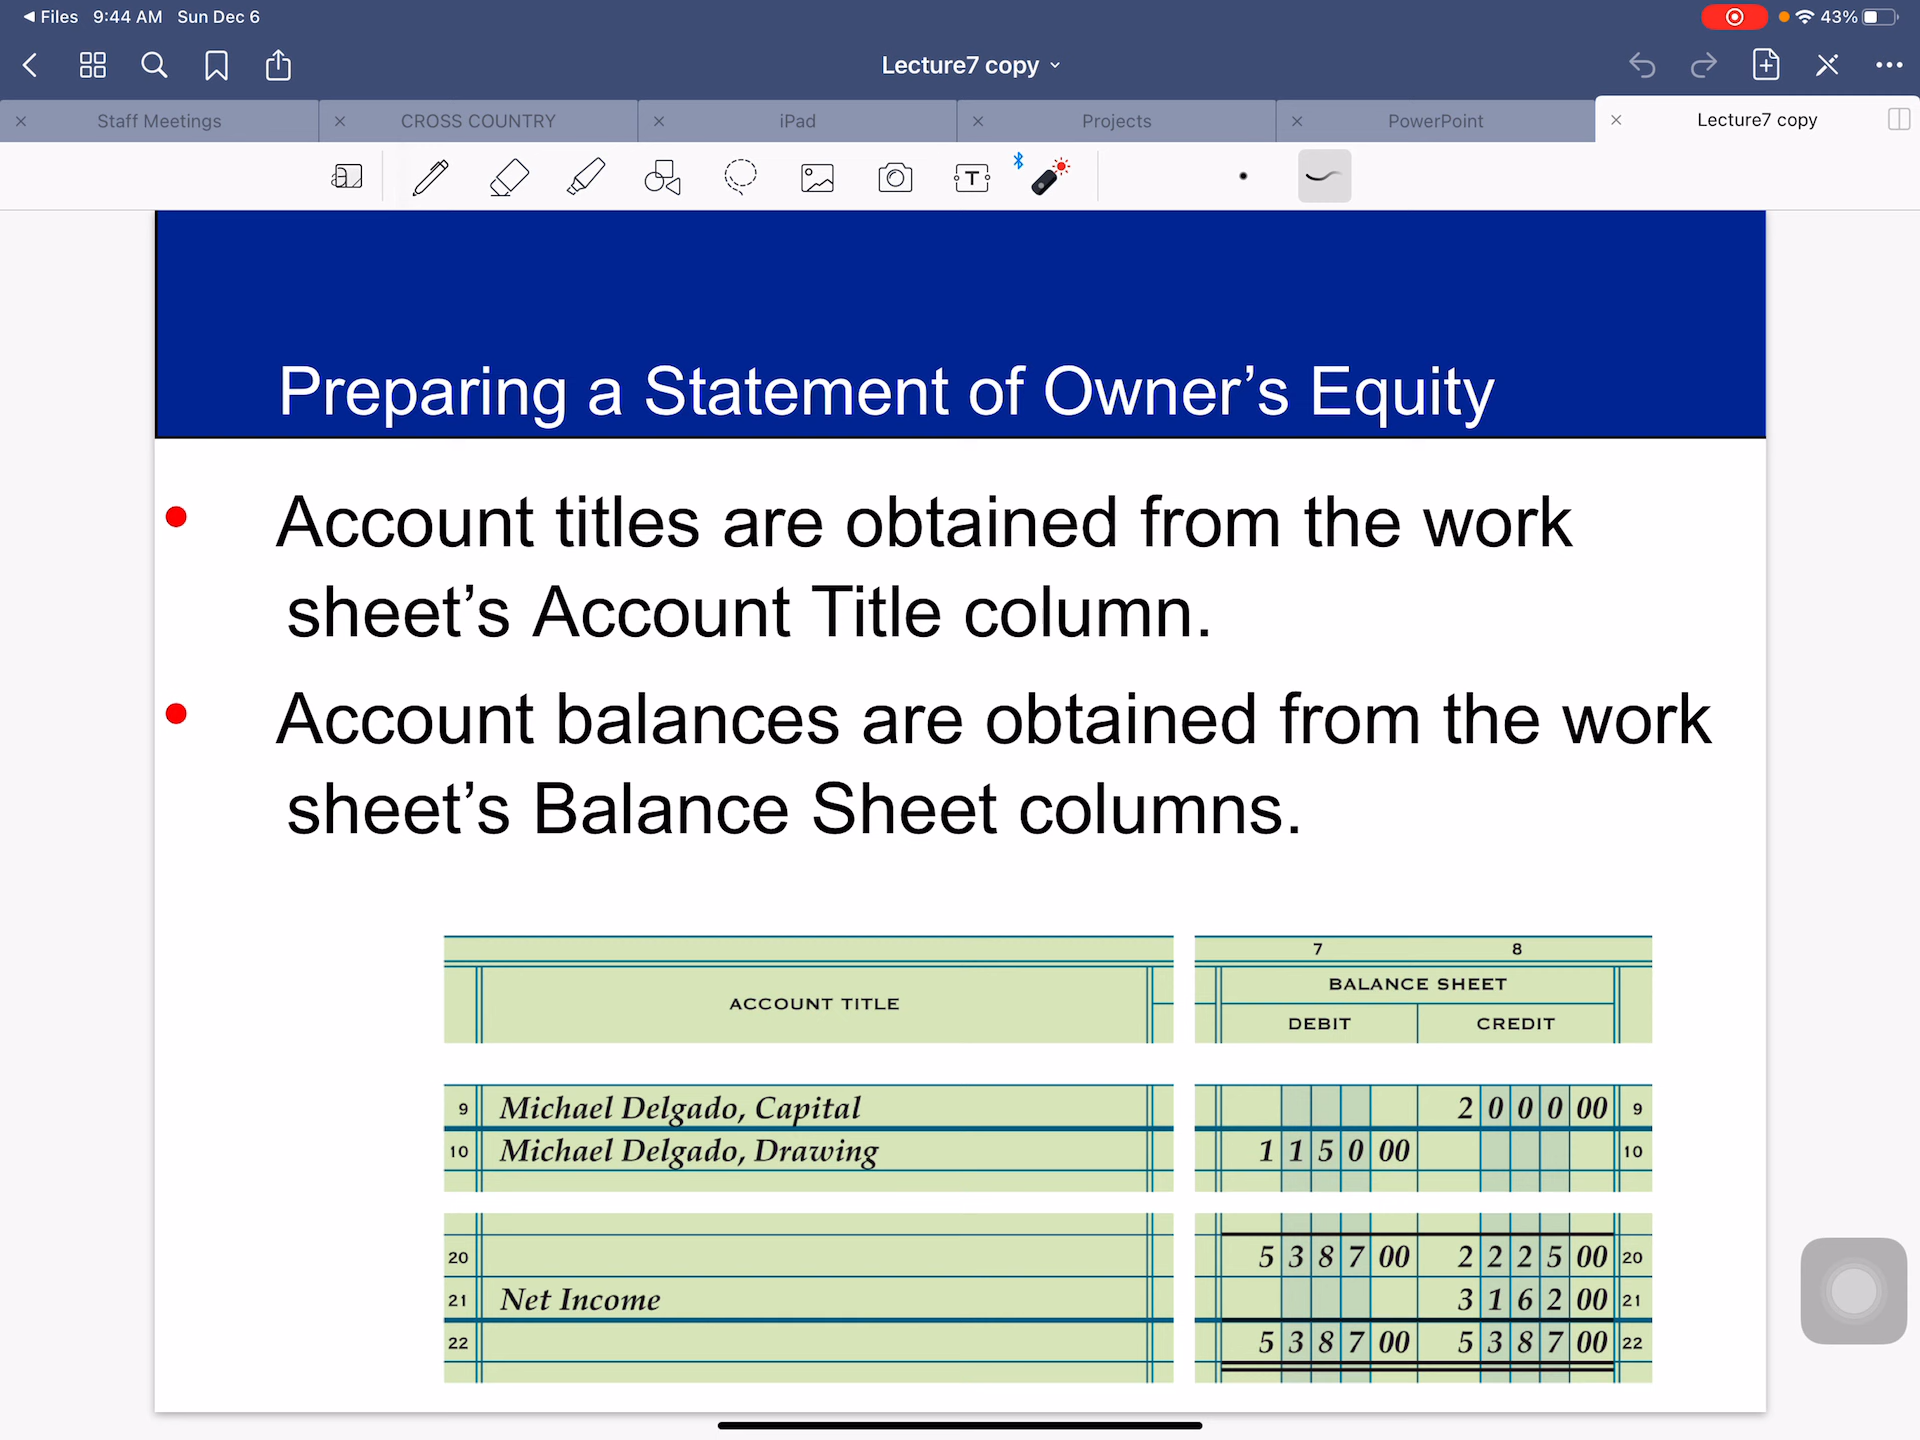 Files 9:44 AM Sun Dec 6 43%
Lecture7 copy
Staff Meetings CROSS COUNTRY iPad Projects PowerPoint Lecture7 copy
Preparing a Statement of Owner’s Equity
• Account titles are obtained from the work
sheet’s Account Title column.
• Account balances are obtained from the work
sheet’s Balance Sheet columns.
7 8
ACCOUNT TITLE BALANCE SHEET
DEBIT CREDIT
9 Michael Delgado, Capital 2 0 0 0 00 9
10 Michael Delgado, Drawing 1 1 5 0 00 10
20 5 3 8 7 00 2 2 2 5 00 20
21 Net Income 3 1 6 2 00 21
22 5 3 8 7 00 5 3 8 7 00 22